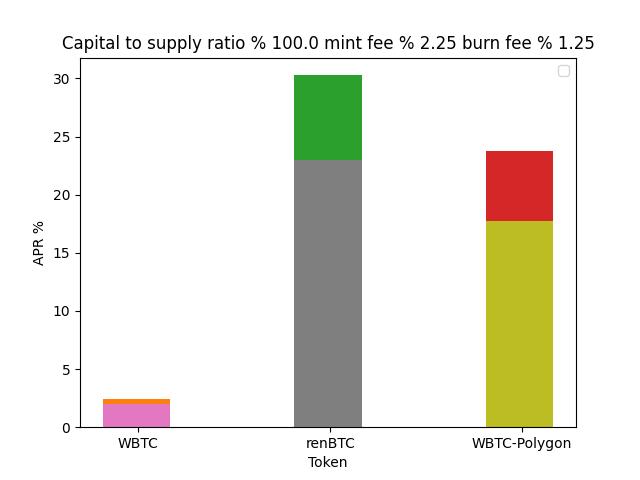 Capital to supply ratio % 100.0 mint fee % 2.25 burn fee % 1.25
30
25
20
15
10
5
0
APR %
WBTC
renBTC
WBTC-Polygon
Token